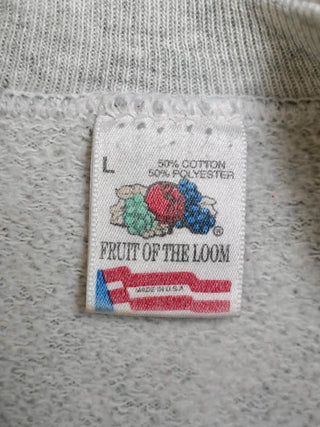 L
50% COTTON
50% POLYESTER
®
FRUIT OF THE LOOM
MADE IN U.S.A.